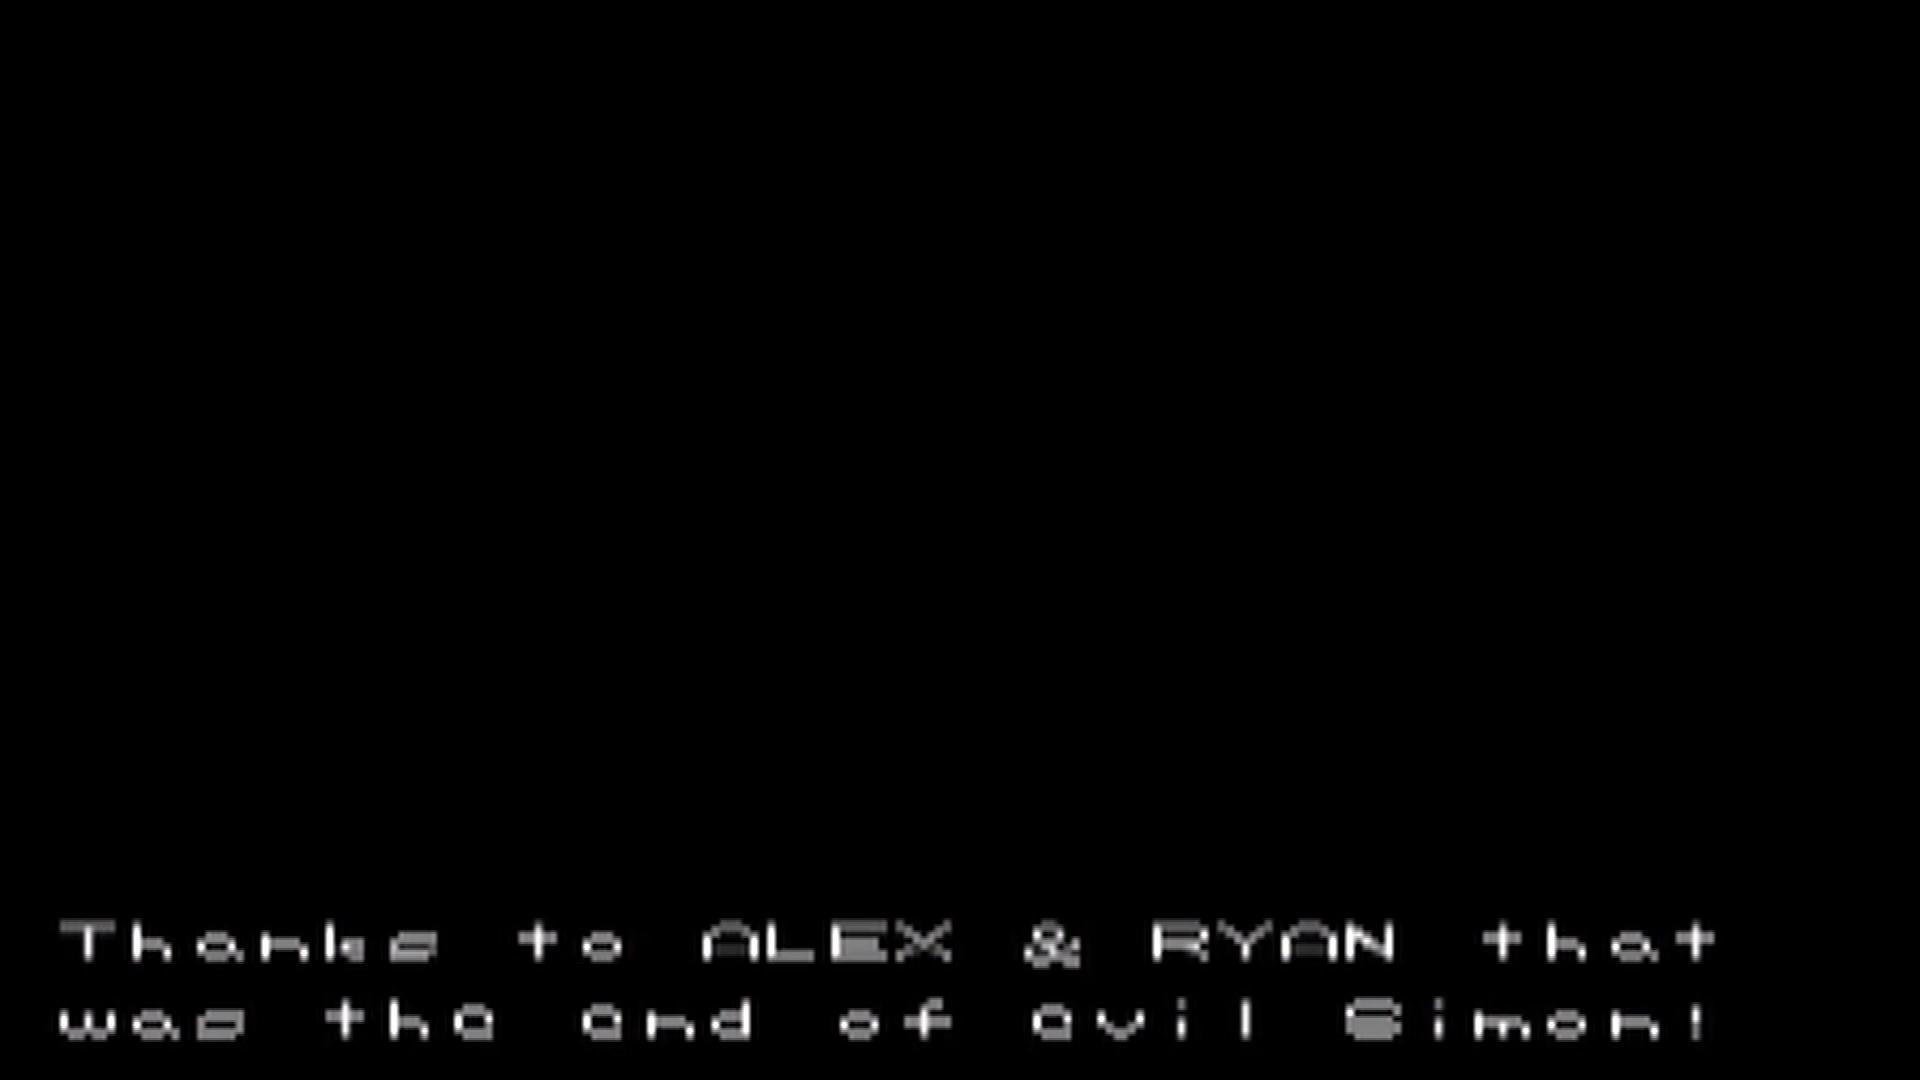 Thanks to ALEX & RYAN that
was the end of evil Simon!